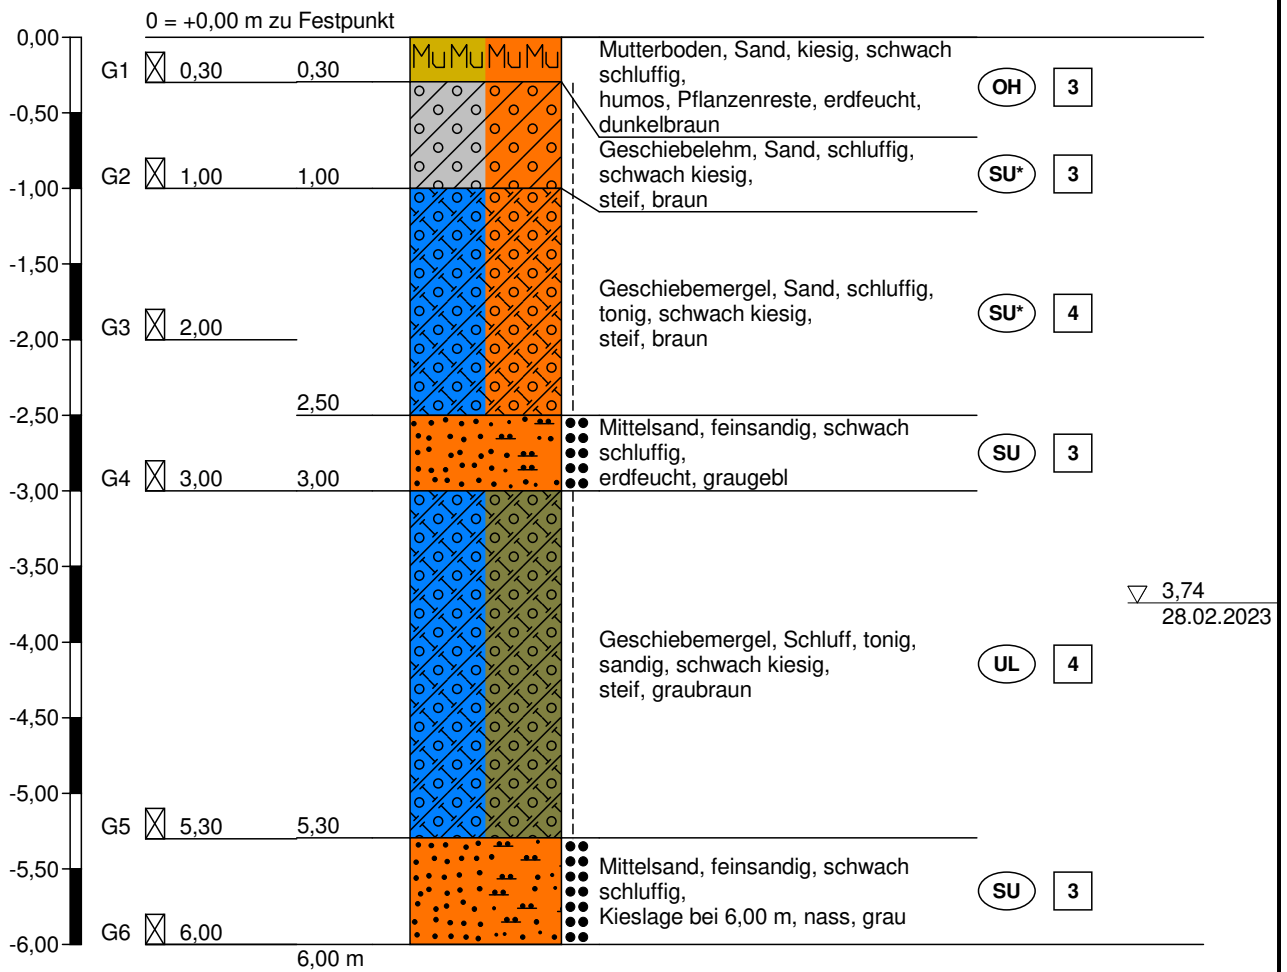 0 = +0,00 m zu Festpunkt
0,00
-0,50
-1,00
-1,50
-2,00
-2,50
-3,00
-3,50
-4,00
-4,50
-5,00
-5,50
-6,00
G1 0,30 0,30
Mu Mu Mu Mu
Mutterboden, Sand, kiesig, schwach
schluffig,
humos, Pflanzenreste, erdfeucht,
dunkelbraun
OH 3
G2 1,00 1,00
Geschiebelehm, Sand, schluffig,
schwach kiesig,
steif, braun
SU* 3
G3 2,00
2,50
Geschiebemergel, Sand, schluffig,
tonig, schwach kiesig,
steif, braun
SU* 4
G4 3,00 3,00
Mittelsand, feinsandig, schwach
schluffig,
erdfeucht, graugebl
SU 3
G5 5,30 5,30
Geschiebemergel, Schluff, tonig,
sandig, schwach kiesig,
steif, graubraun
UL 4
3,74
28.02.2023
G6 6,00
6,00 m
Mittelsand, feinsandig, schwach
schluffig,
Kieslage bei 6,00 m, nass, grau
SU 3